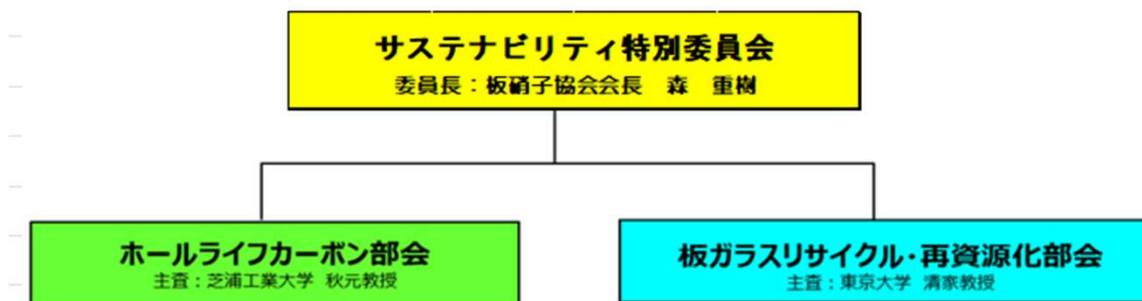 サステナビリティ特別委員会
委員長：板硝子協会会長　森　重樹
ホールライフカーボン部会
主査：芝浦工業大学 秋元教授
板ガラスリサイクル・再資源化部会
主査：東京大学 清家教授